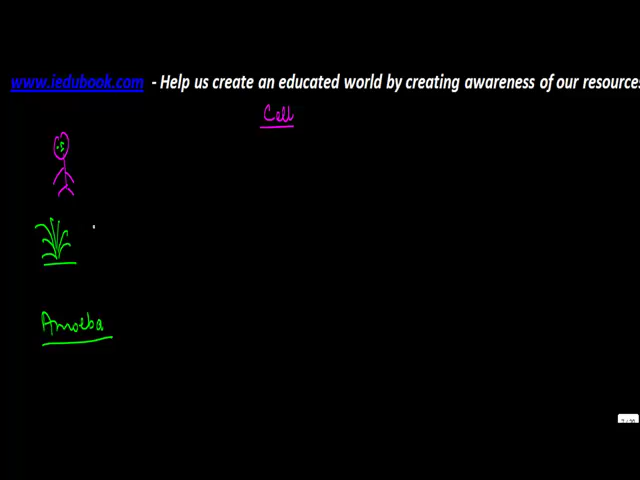 www.iedubook.com - Help us create an educated world by creating awareness of our resources
Cell
Amoeba